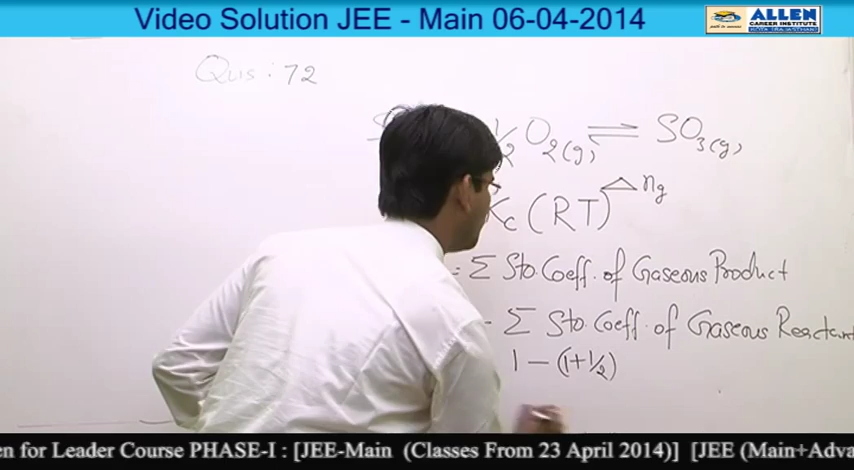 Video Solution JEE - Main 06-04-2014
ALLEN
CAREER INSTITUTE
KOTA (RAJASTHAN)
Qus : 72
1/2 O2(g) ⇌ SO3(g)
Kc (RT)^Δng
= Σ Sto. Coeff. of Gaseous Product
- Σ Sto. Coeff. of Gaseous Reactant
1 - (1+1/2)
en for Leader Course PHASE-I : [JEE-Main (Classes From 23 April 2014)] [JEE (Main+Adva